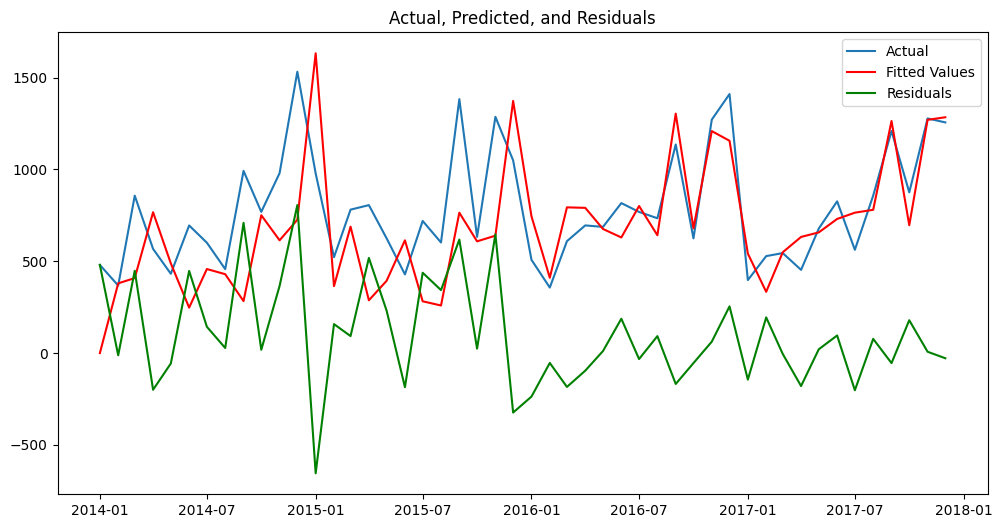 Actual, Predicted, and Residuals
Actual
Fitted Values
Residuals
1500
1000
500
0
−500
2014-01 2014-07 2015-01 2015-07 2016-01 2016-07 2017-01 2017-07 2018-01